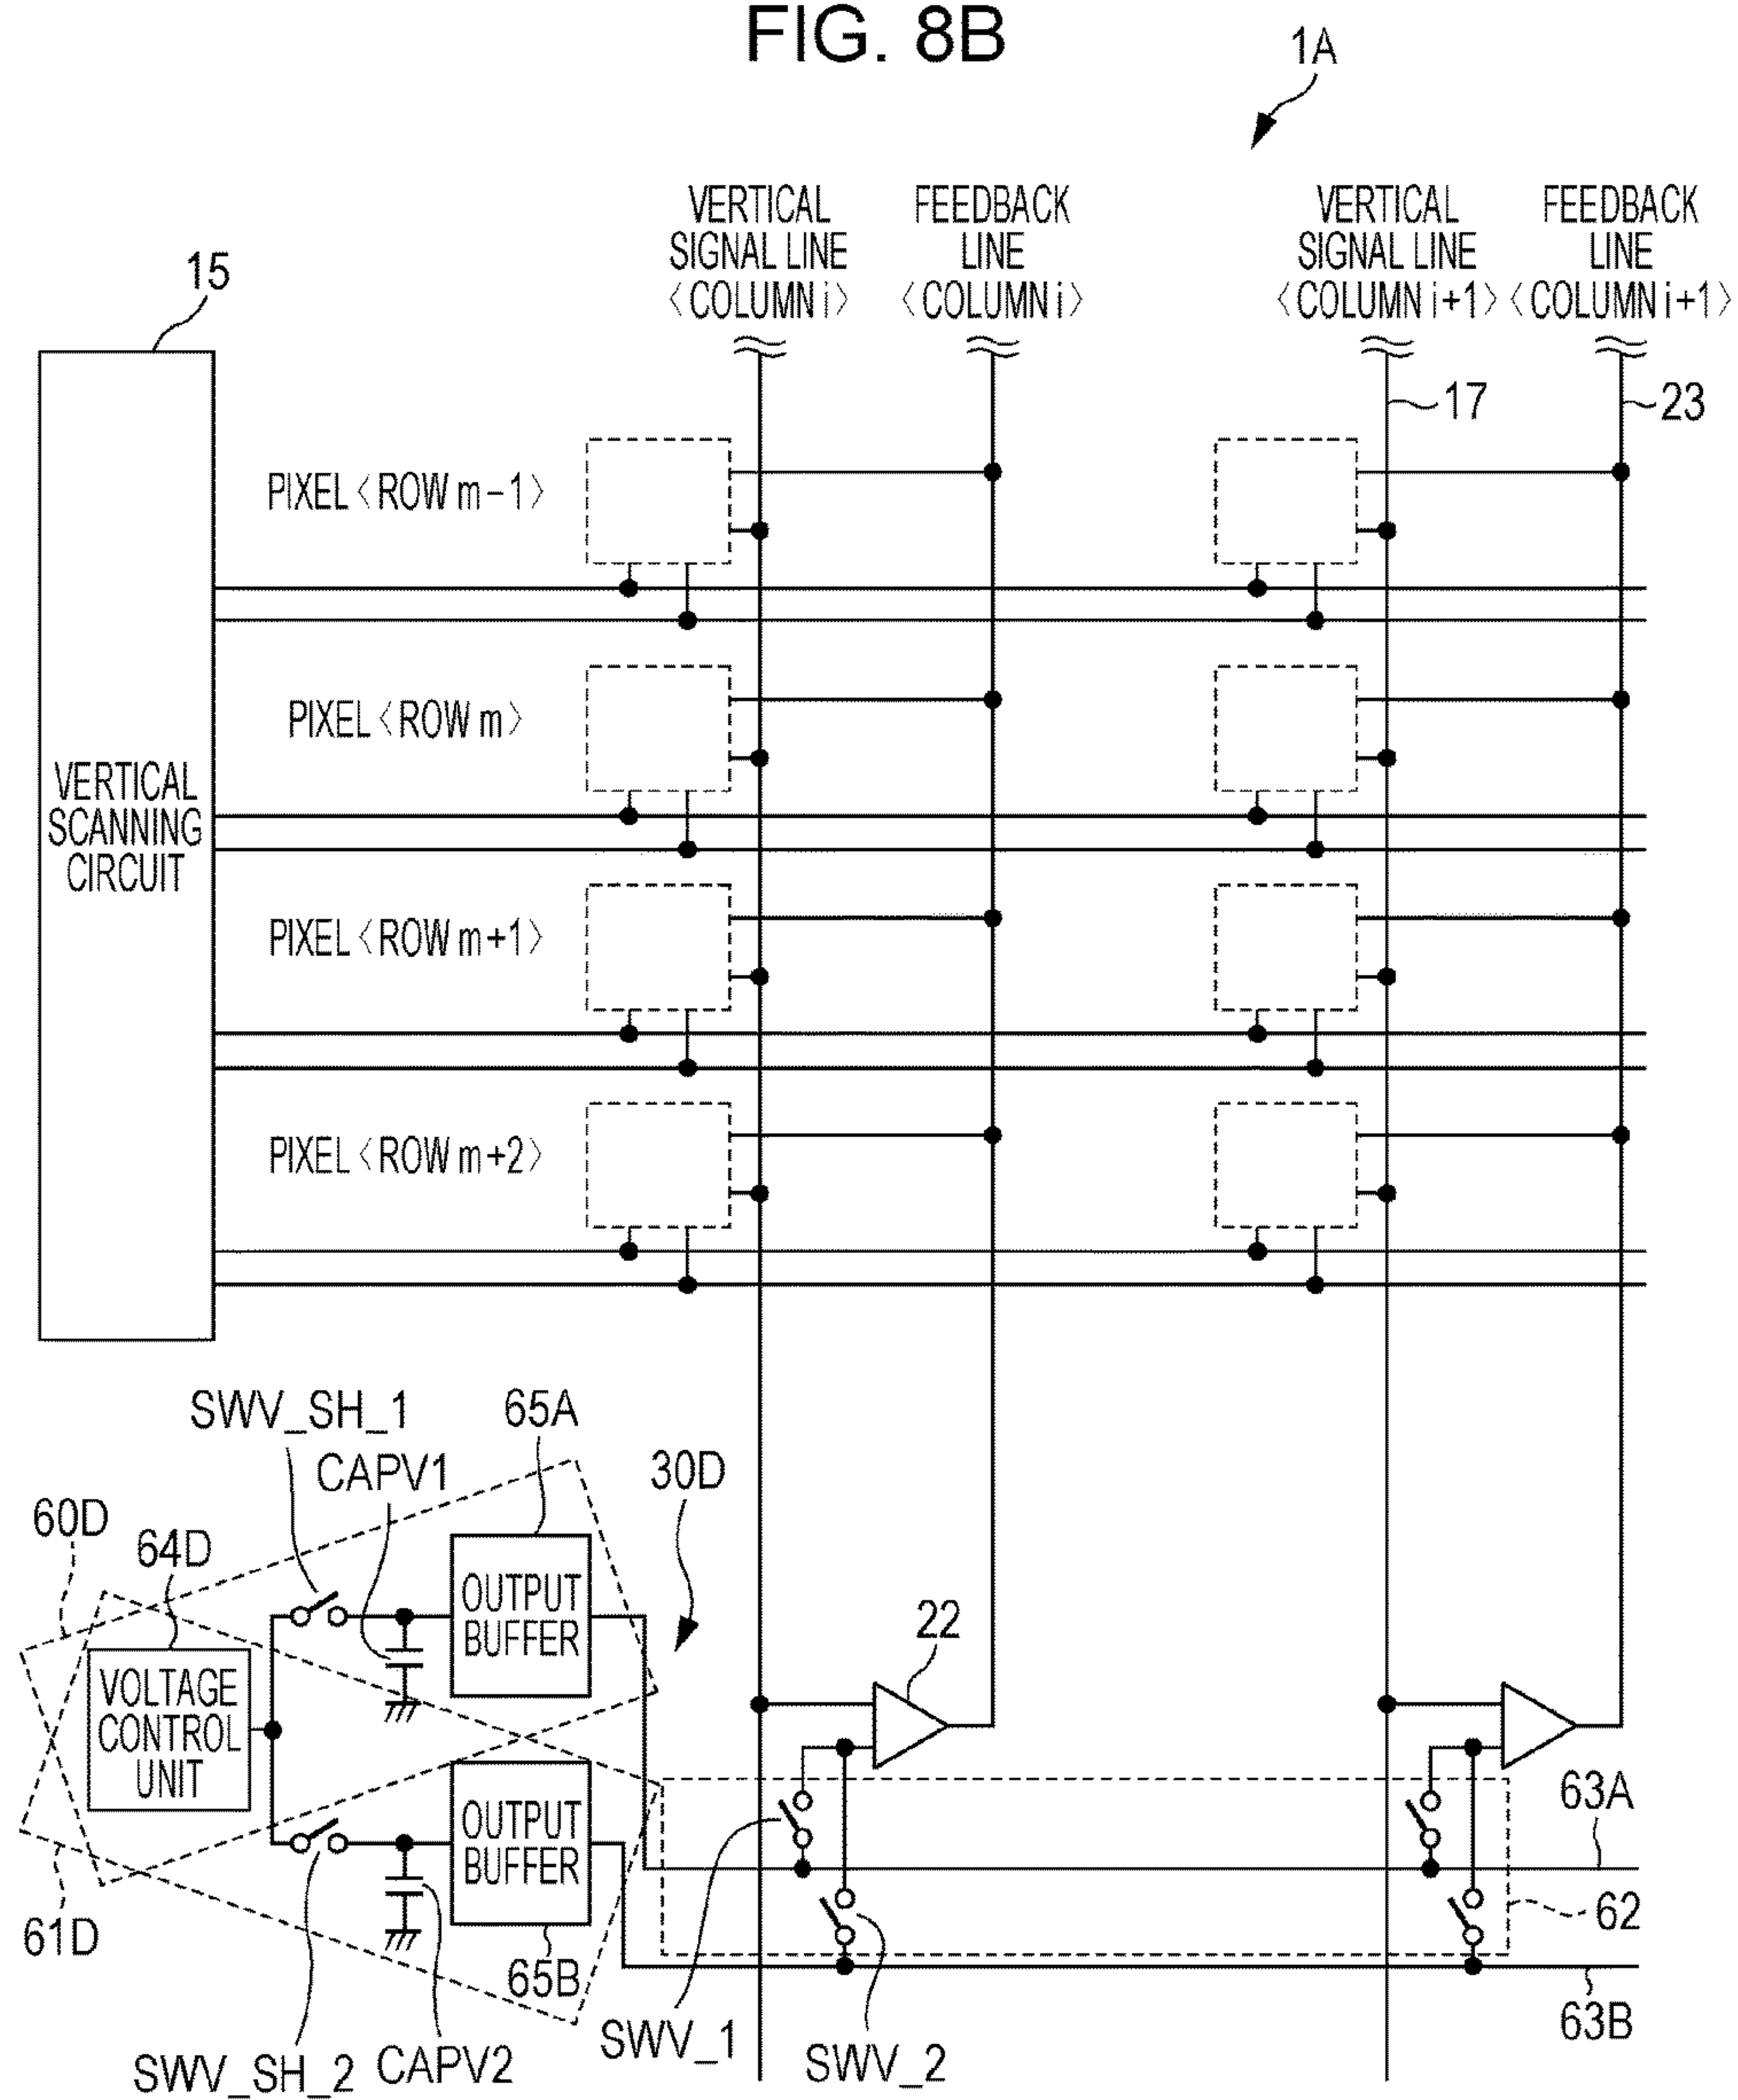 FIG. 8B
1A
VERTICAL
SIGNAL LINE
〈COLUMN i〉
FEEDBACK
LINE
〈COLUMN i〉
VERTICAL
SIGNAL LINE
〈COLUMN i+1〉
FEEDBACK
LINE
〈COLUMN i+1〉
15
17
23
PIXEL〈ROW m−1〉
PIXEL〈ROW m〉
VERTICAL
SCANNING
CIRCUIT
PIXEL〈ROW m+1〉
PIXEL〈ROW m+2〉
SWV_SH_1
65A
CAPV1
30D
60D
64D
OUTPUT
BUFFER
22
VOLTAGE
CONTROL
UNIT
OUTPUT
BUFFER
63A
62
61D
65B
63B
SWV_1
SWV_2
SWV_SH_2
CAPV2